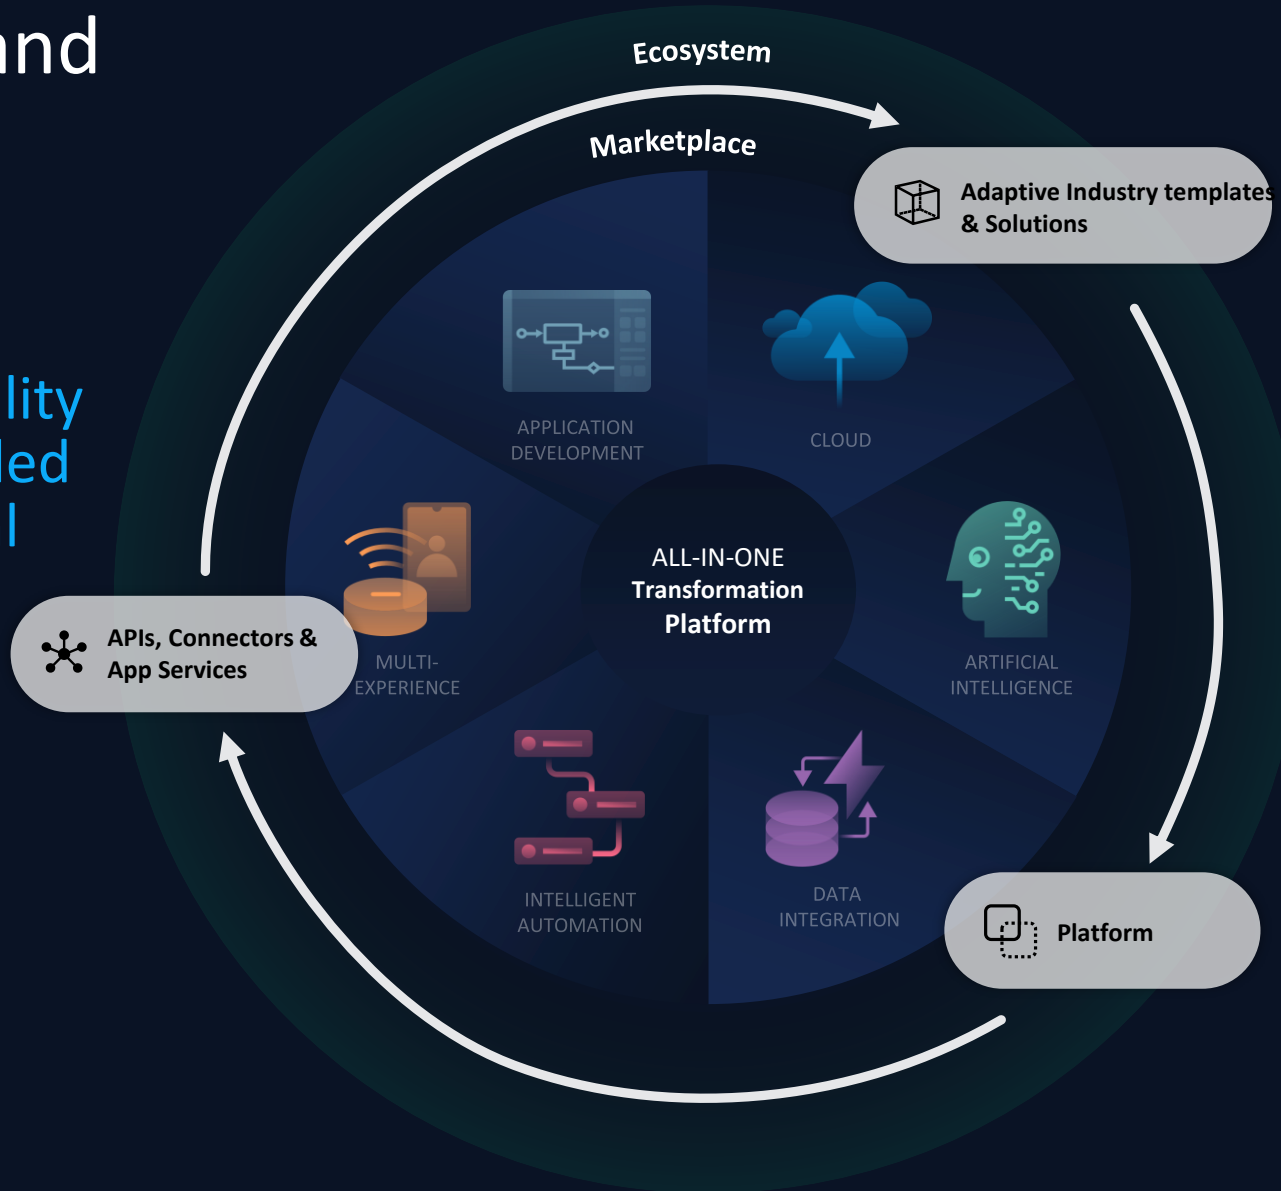 and
Ecosystem
Marketplace
Adaptive Industry templates
& Solutions
lity
led
l
APPLICATION
DEVELOPMENT
CLOUD
ALL-IN-ONE
Transformation
Platform
APIs, Connectors &
App Services
MULTI-
EXPERIENCE
ARTIFICIAL
INTELLIGENCE
INTELLIGENT
AUTOMATION
DATA
INTEGRATION
Platform